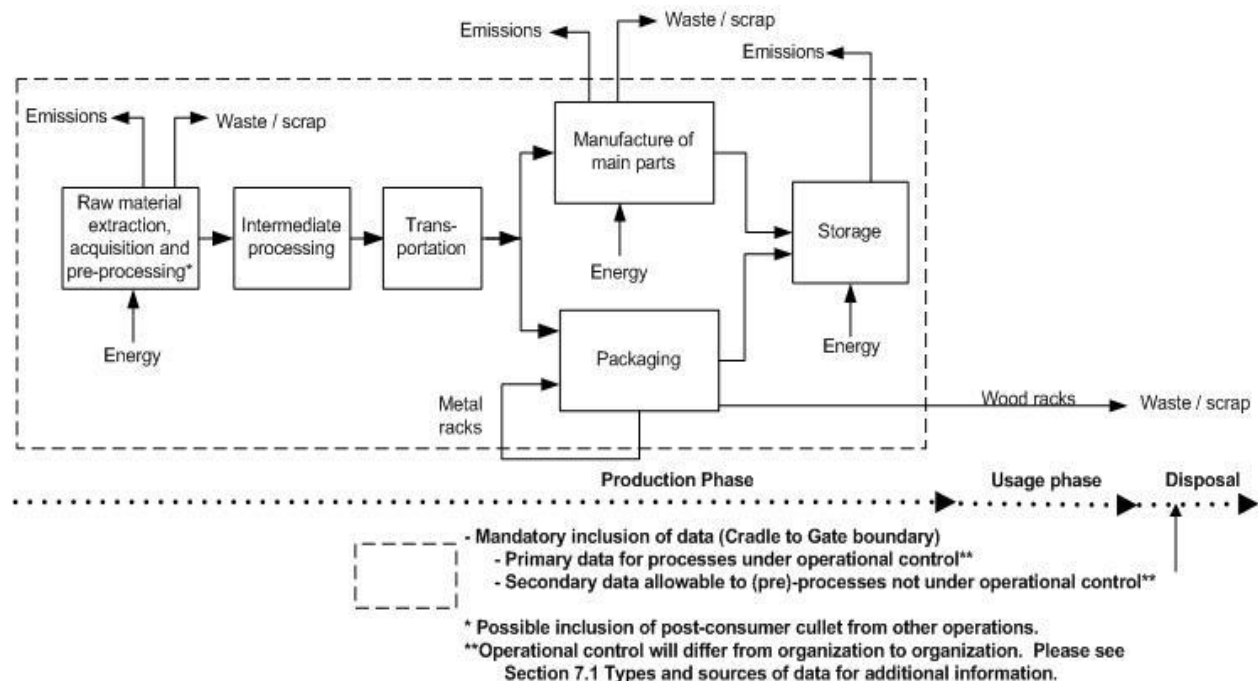 Emissions
Waste / scrap
Emissions
Emissions
Waste / scrap
Manufacture of
main parts
Raw material
extraction,
acquisition and
pre-processing*
Intermediate
processing
Trans-
portation
Storage
Energy
Energy
Energy
Packaging
Metal
racks
Wood racks
Waste / scrap
Production Phase
Usage phase
Disposal
- Mandatory inclusion of data (Cradle to Gate boundary)
- Primary data for processes under operational control**
- Secondary data allowable to (pre)-processes not under operational control**
* Possible inclusion of post-consumer cullet from other operations.
**Operational control will differ from organization to organization. Please see
Section 7.1 Types and sources of data for additional information.